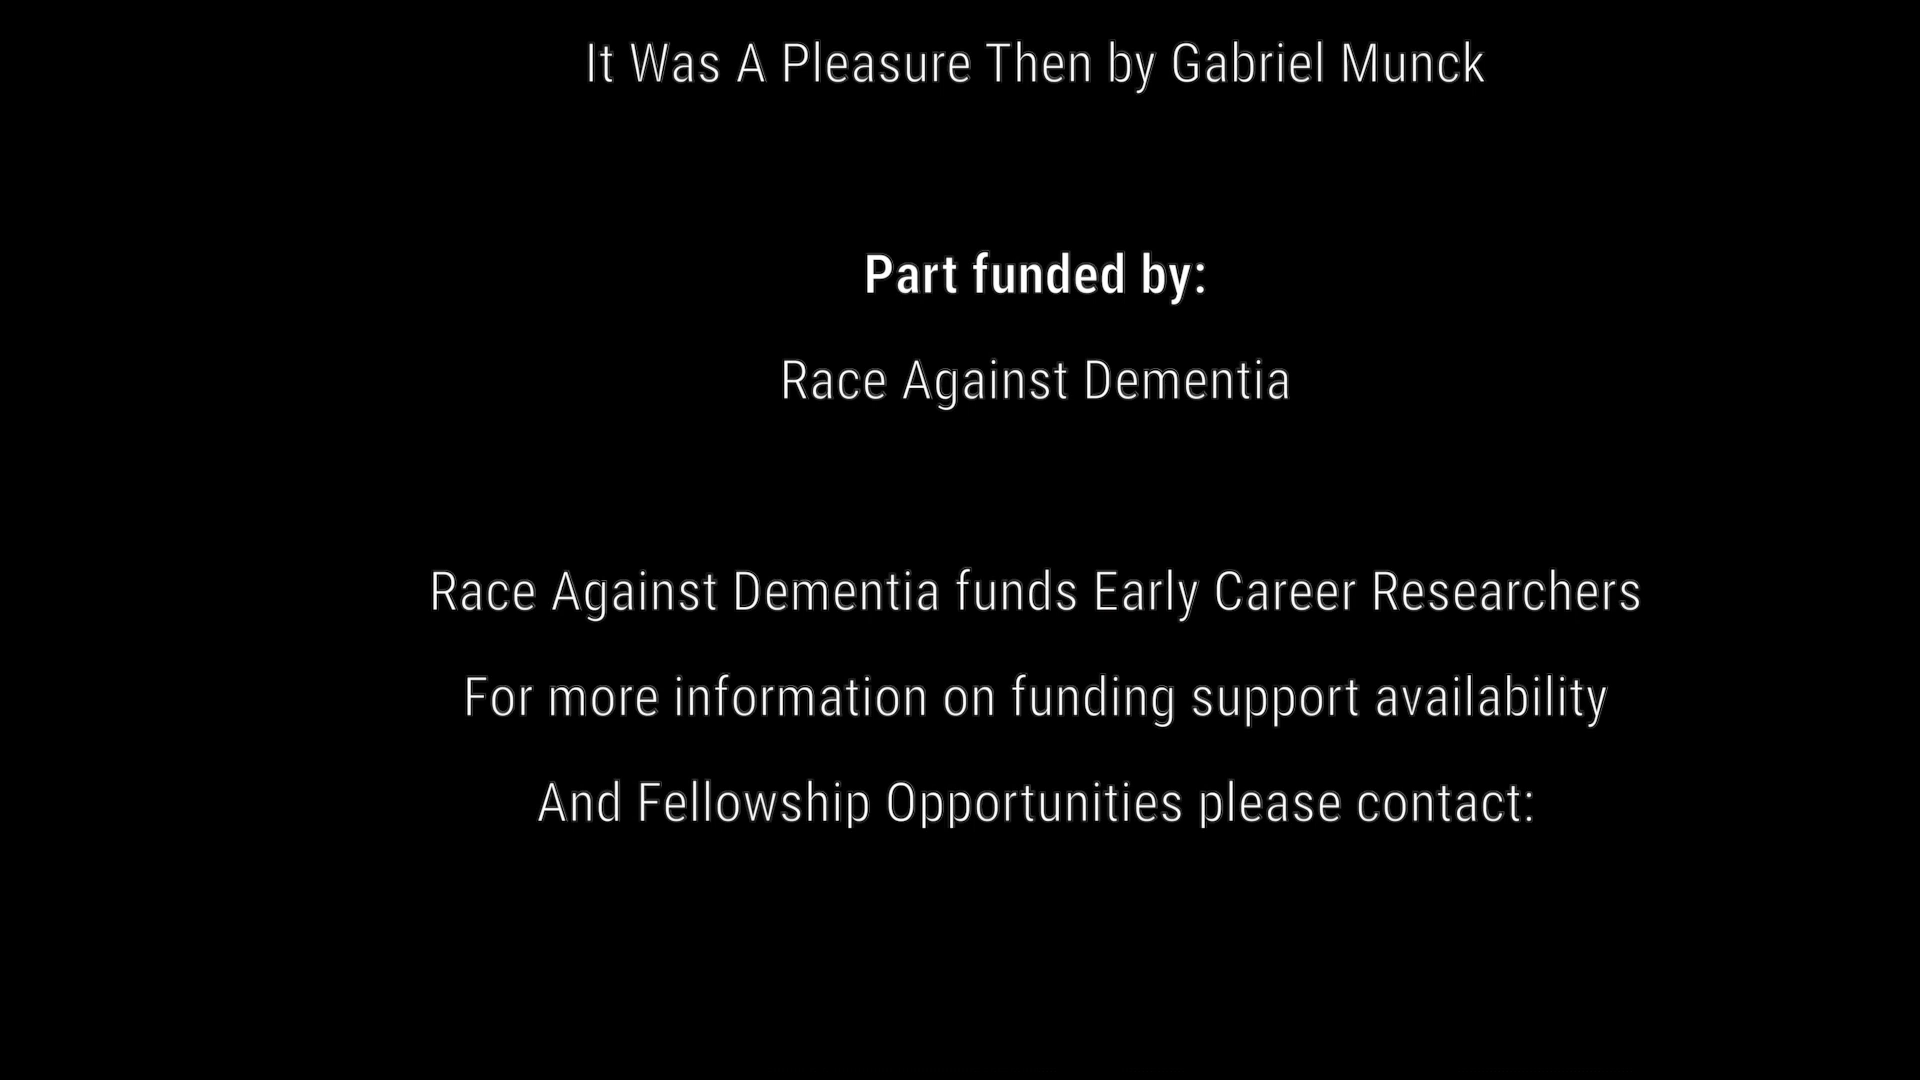 It Was A Pleasure Then by Gabriel Munck
Part funded by:
Race Against Dementia
Race Against Dementia funds Early Career Researchers
For more information on funding support availability
And Fellowship Opportunities please contact: